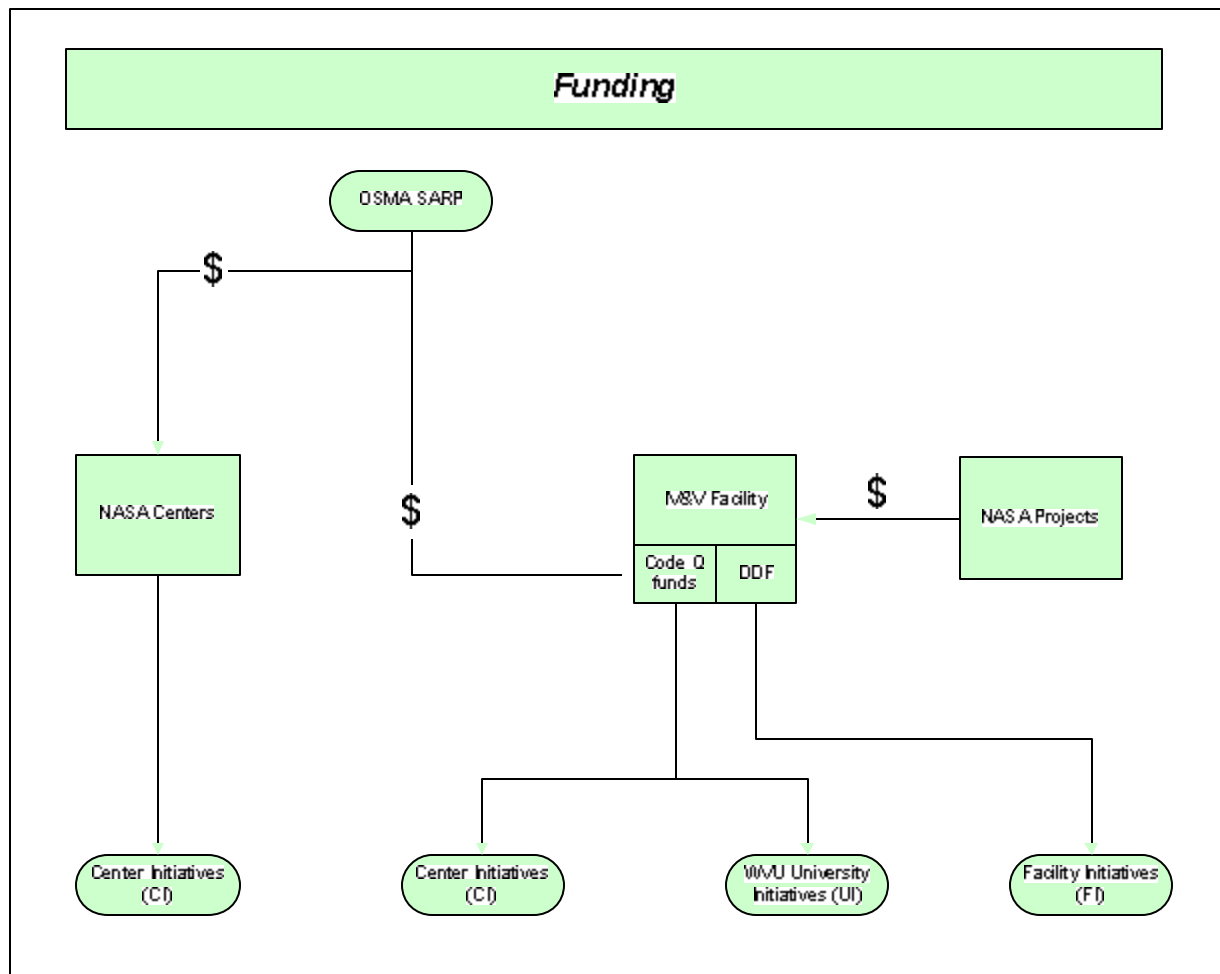 Funding
OSMA SARP
$
NASA Centers
$
IV&V Facility
$
NASA Projects
Code Q
funds
DDF
Center Initiatives
(CI)
Center Initiatives
(CI)
WVU University
Initiatives (UI)
Facility Initiatives
(FI)